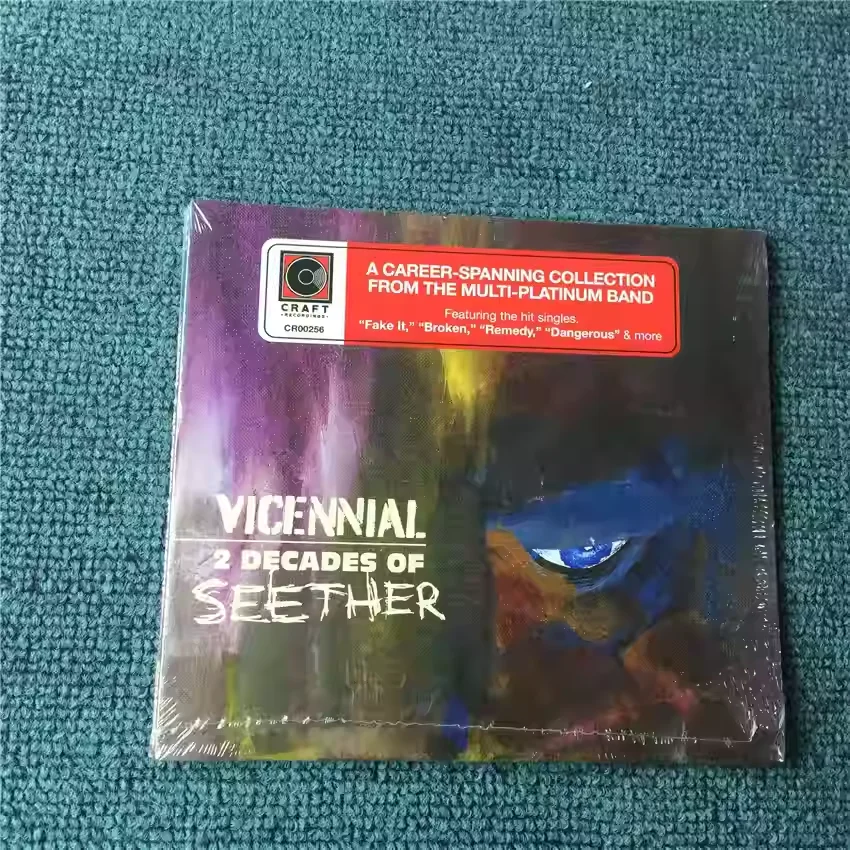 A CAREER-SPANNING COLLECTION
FROM THE MULTI-PLATINUM BAND
Featuring the hit singles,
"Fake It," "Broken," "Remedy," "Dangerous" & more
CRAFT
•RECORDINGS•
CR00256
VICENNIAL
2 DECADES OF
SEETHER